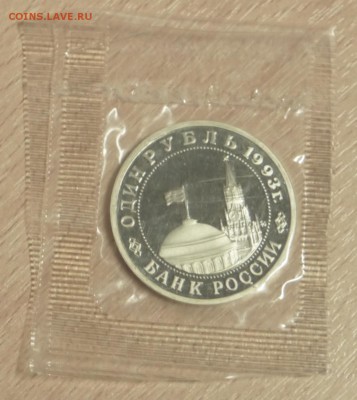 COINS.LAVE.RU
ОДИН РУБЛЬ 1993г.
БАНК РОССИИ